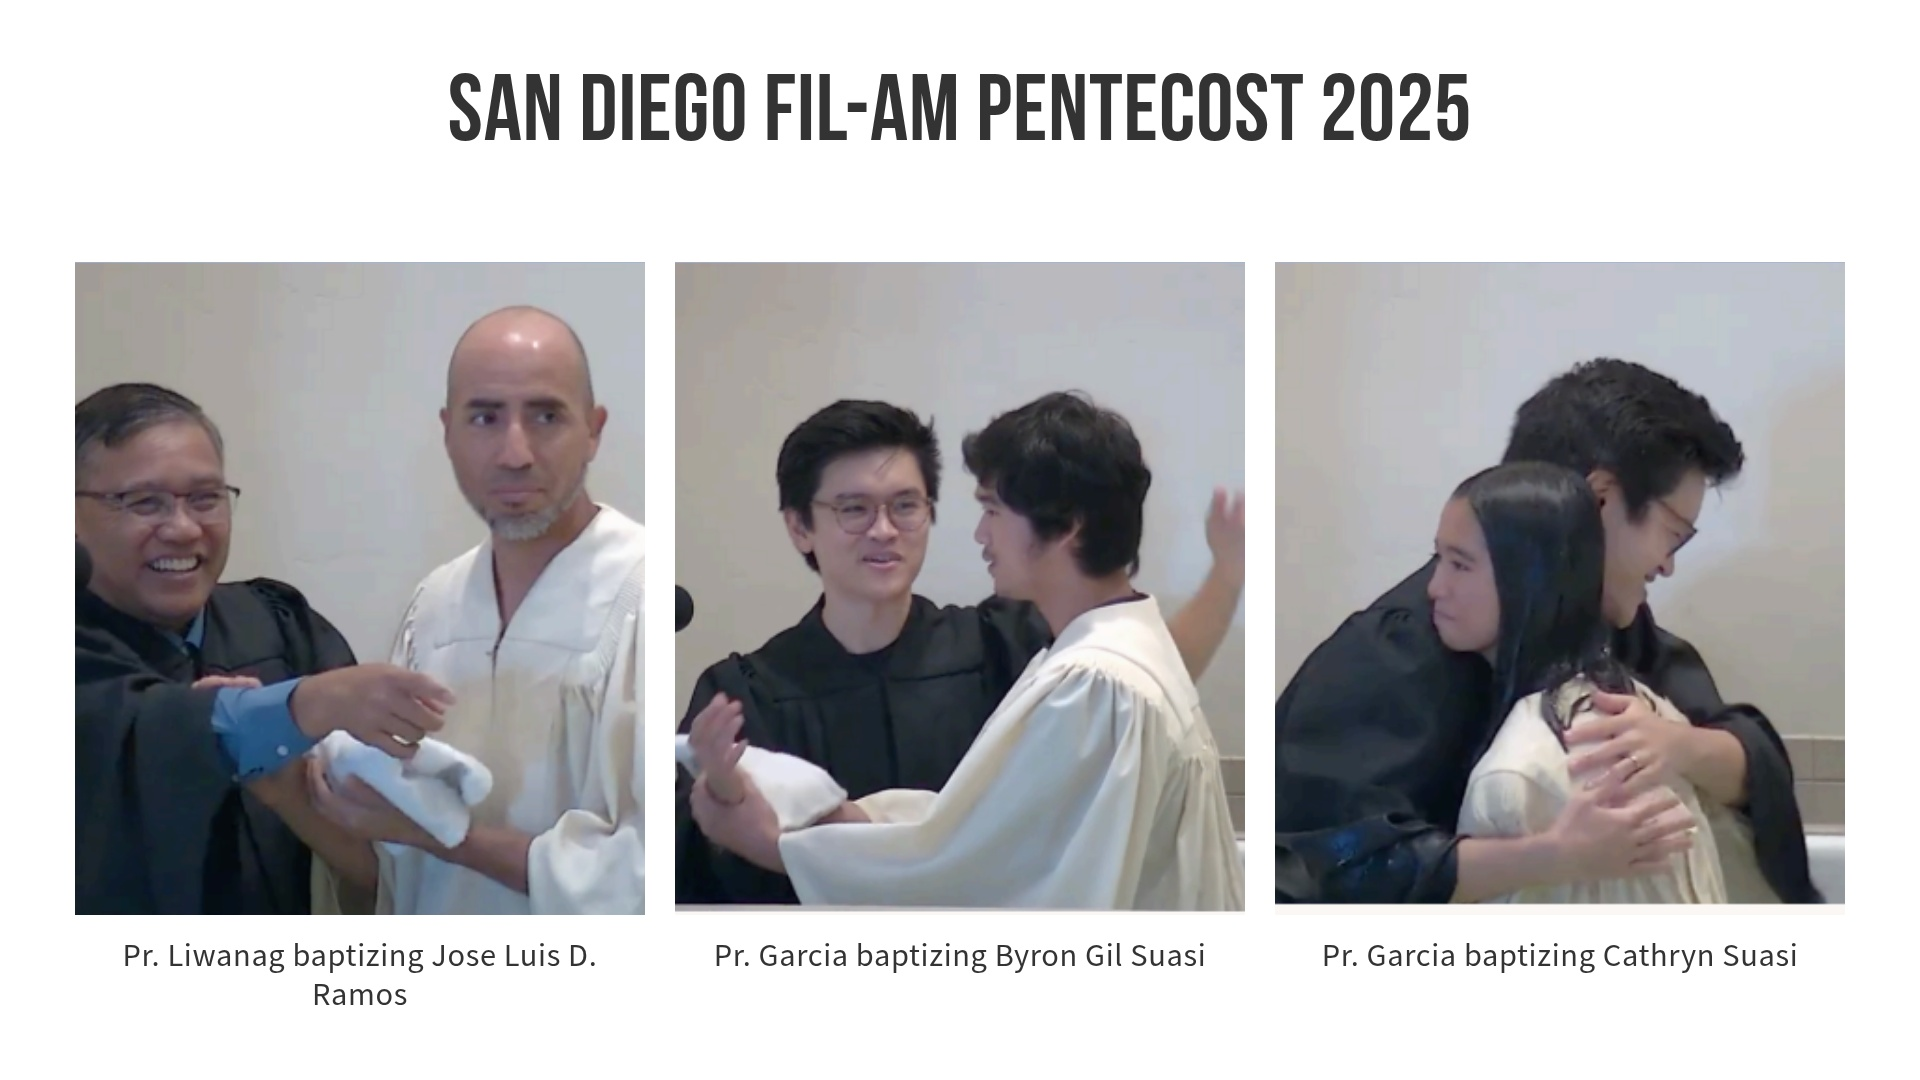 SAN DIEGO FIL-AM PENTECOST 2025
Pr. Liwanag baptizing Jose Luis D.
Ramos
Pr. Garcia baptizing Byron Gil Suasi
Pr. Garcia baptizing Cathryn Suasi